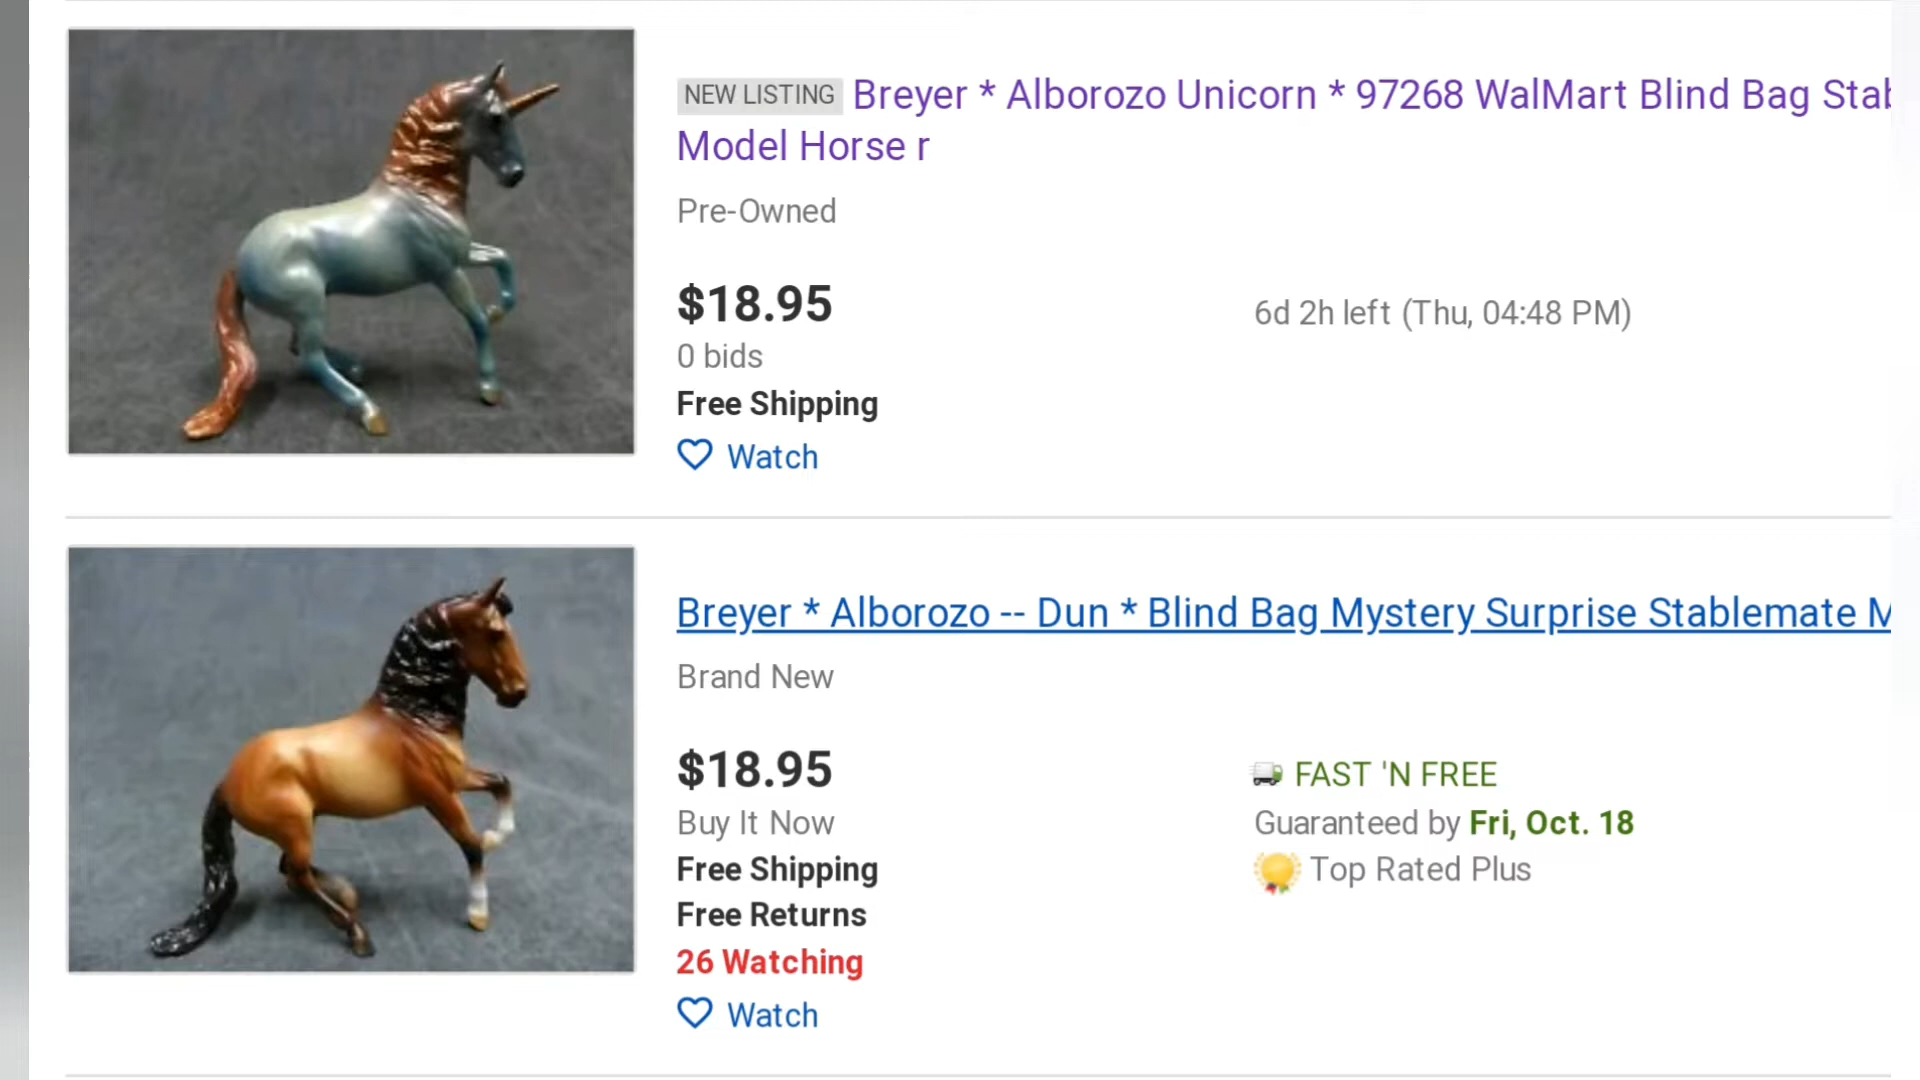 NEW LISTING Breyer * Alborozo Unicorn * 97268 WalMart Blind Bag
Model Horse r
Pre-Owned
$18.95
6d 2h left (Thu, 04:48 PM)
0 bids
Free Shipping
Watch
Breyer * Alborozo -- Dun * Blind Bag Mystery Surprise Stablemate
Brand New
$18.95
FAST 'N FREE
Buy It Now
Guaranteed by Fri, Oct. 18
Free Shipping
Top Rated Plus
Free Returns
26 Watching
Watch